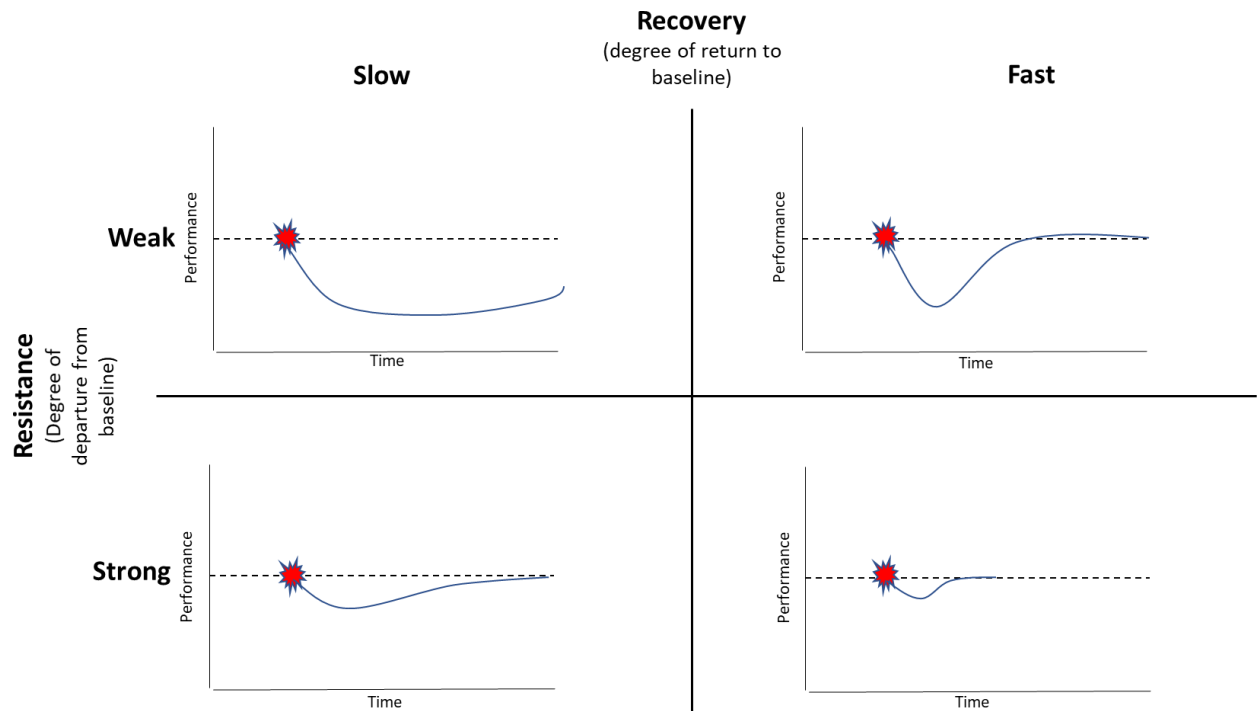 Recovery
(degree of return to
baseline)
Slow
Fast
Weak
Performance
Time
Performance
Time
Resistance
(Degree of
departure from
baseline)
Strong
Performance
Time
Performance
Time